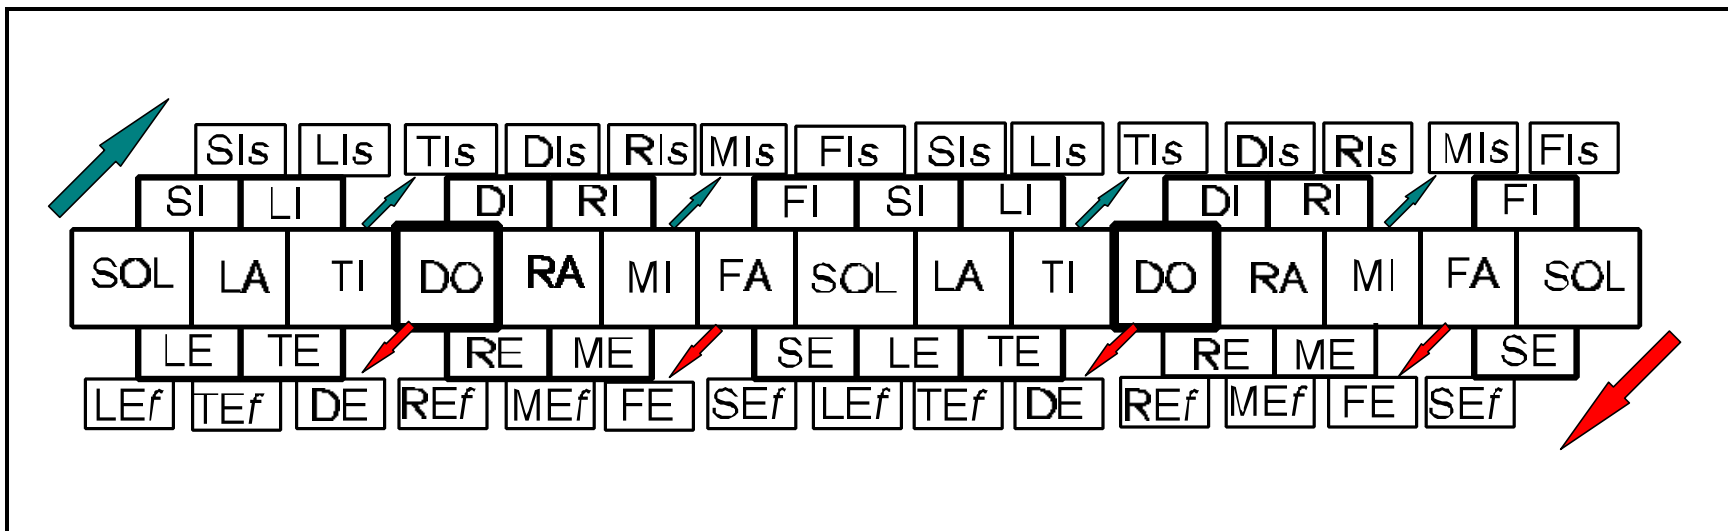 SIs LIs TIs DIs RIs MIs FIs SIs LIs TIs DIs RIs MIs FIs
SI LI DI RI FI SI LI DI RI FI
SOL LA TI DO RA MI FA SOL LA TI DO RA MI FA SOL
LE TE RE ME SE LE TE RE ME SE
LEf TEf DE REf MEf FE SEf LEf TEf DE REf MEf FE SEf